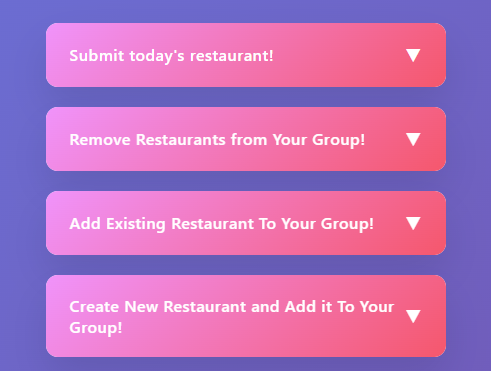 Submit today's restaurant!
Remove Restaurants from Your Group!
Add Existing Restaurant To Your Group!
Create New Restaurant and Add it To Your
Group!